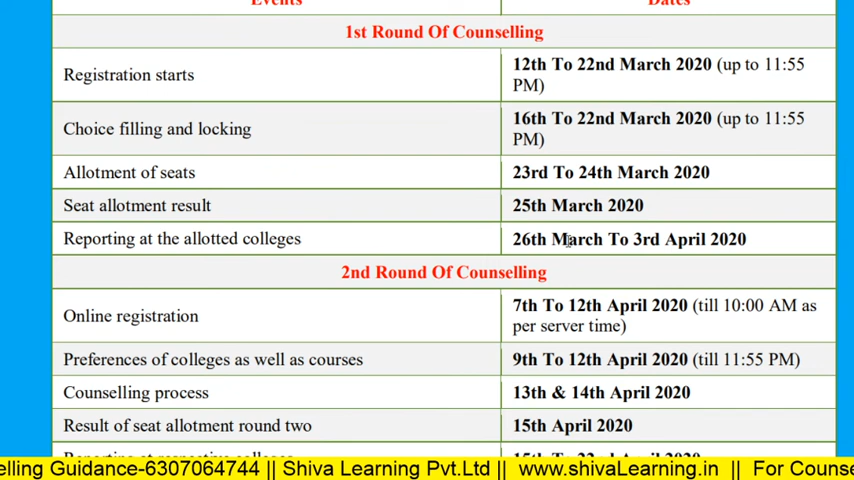 Events Dates
1st Round Of Counselling
Registration starts 12th To 22nd March 2020 (up to 11:55
PM)
Choice filling and locking 16th To 22nd March 2020 (up to 11:55
PM)
Allotment of seats 23rd To 24th March 2020
Seat allotment result 25th March 2020
Reporting at the allotted colleges 26th March To 3rd April 2020
2nd Round Of Counselling
Online registration 7th To 12th April 2020 (till 10:00 AM as
per server time)
Preferences of colleges as well as courses 9th To 12th April 2020 (till 11:55 PM)
Counselling process 13th & 14th April 2020
Result of seat allotment round two 15th April 2020
elling Guidance-6307064744 || Shiva Learning Pvt.Ltd || www.shivaLearning.in || For Counse